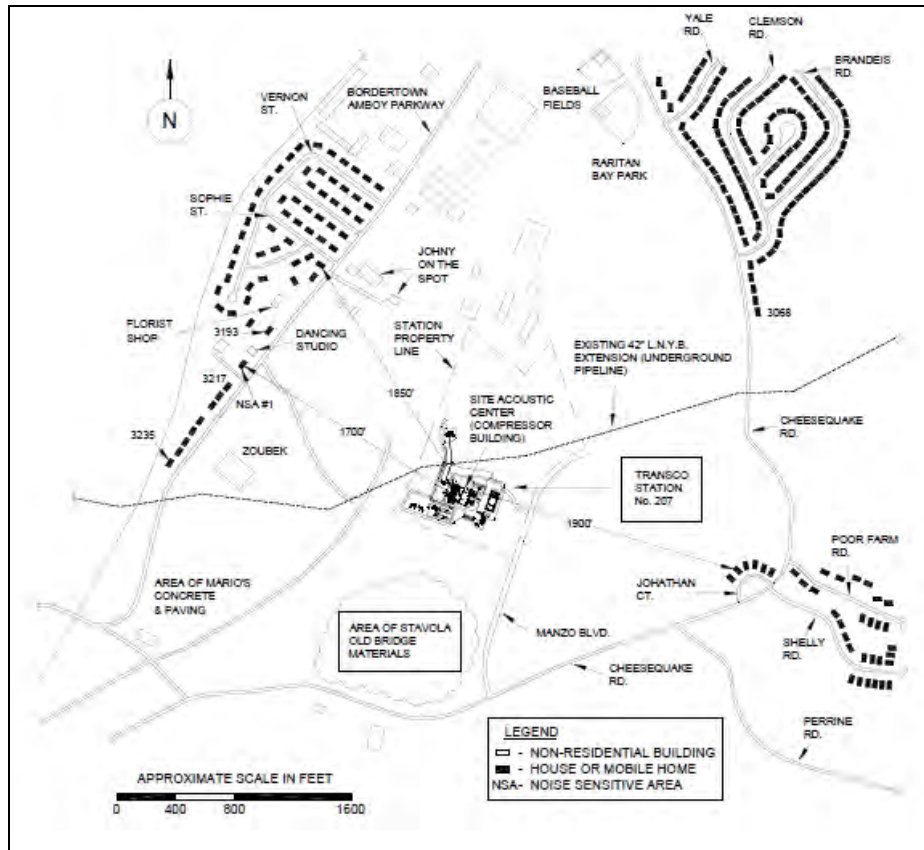 YALE
RD.
CLEMSON
RD.
BRANDEIS
RD.
N
VERNON
ST.
BORDERTOWN
AMBOY PARKWAY
BASEBALL
FIELDS
RARITAN
BAY PARK
SOPHIE
ST.
JOHNY
ON THE
SPOT
FLORIST
SHOP
3193
DANCING
STUDIO
STATION
PROPERTY
LINE
3068
EXISTING 42" L.N.Y.B.
EXTENSION (UNDERGROUND
PIPELINE)
3217
NSA #1
1850'
SITE ACOUSTIC
CENTER
(COMPRESSOR
BUILDING)
CHEESEQUAKE
RD.
3235
1700'
ZOUBEK
TRANSCO
STATION
No. 207
1900'
POOR FARM
RD.
AREA OF MARIO'S
CONCRETE
& PAVING
JOHATHAN
CT.
AREA OF STAVOLA
OLD BRIDGE
MATERIALS
MANZO BLVD.
SHELLY
RD.
CHEESEQUAKE
RD.
PERRINE
RD.
LEGEND
- NON-RESIDENTIAL BUILDING
- HOUSE OR MOBILE HOME
NSA- NOISE SENSITIVE AREA
APPROXIMATE SCALE IN FEET
0 400 800 1600